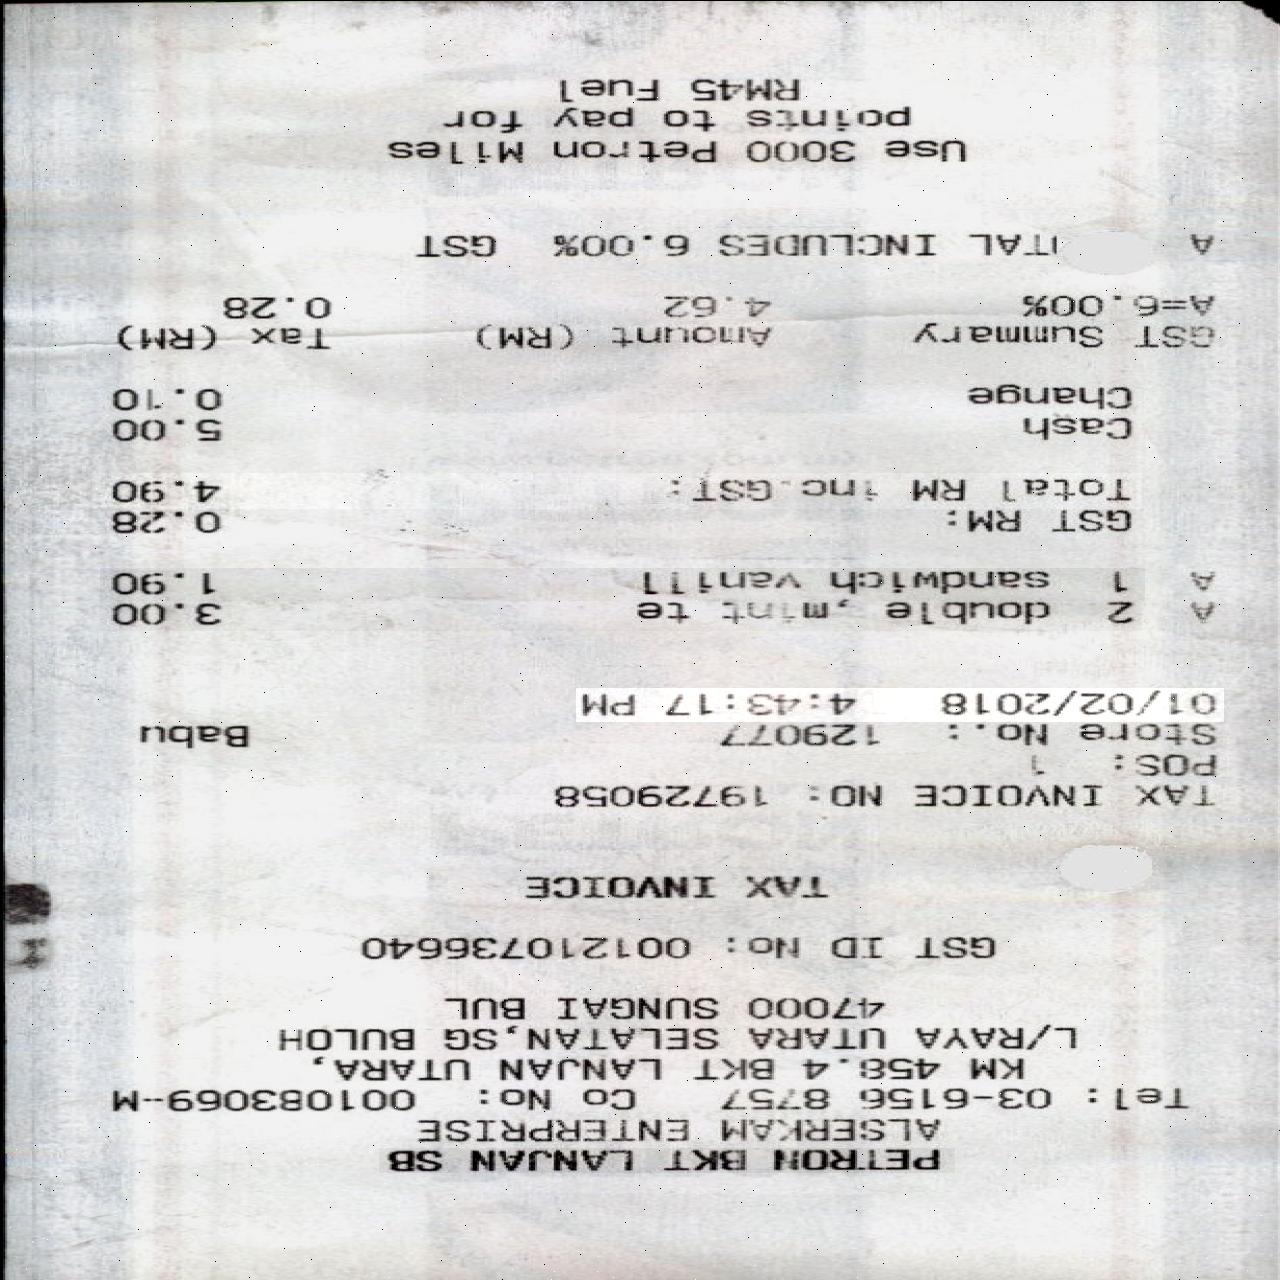 PETRON BKT LANJAN SB
ALSERKAM ENTERPRISE
Tel: 03-6156 8757 Co No: 001083069-M
KM 458.4 BKT LANJAN UTARA,
L/RAYA UTARA SELATAN,SG BULOH
47000 SUNGAI BUL
GST ID No: 001210736640
TAX INVOICE
TAX INVOICE NO: 19729058
POS: 1
Store No.: 129077 Babu
01/02/2018 4:43:17 PM
A 2 double ,mint te 3.00
A 1 sandwich vanill 1.90
GST RM: 0.28
Total RM inc.GST: 4.90
Cash 5.00
Change 0.10
GST Summary Amount (RM) Tax (RM)
A=6.00% 4.62 0.28
A TAL INCLUDES 6.00% GST
Use 3000 Petron Miles
points to pay for
RM45 Fuel